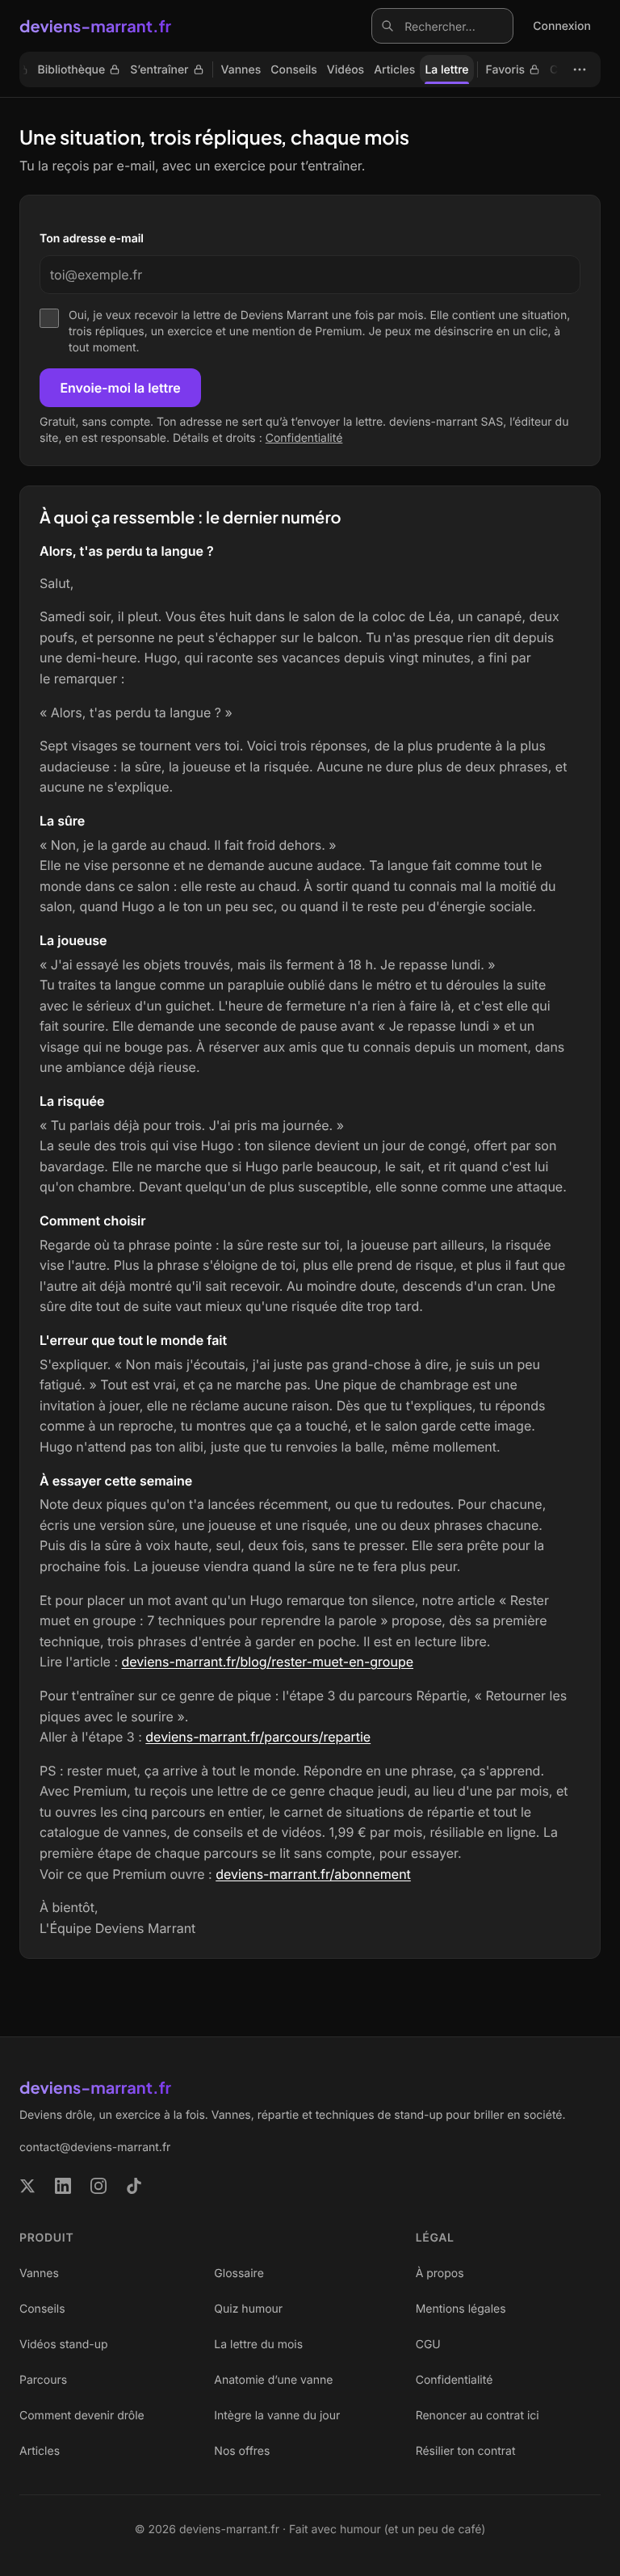 deviens-marrant.fr
Rechercher...
Connexion
Bibliothèque
S’entraîner
Vannes
Conseils
Vidéos
Articles
La lettre
Favoris
Une situation, trois répliques, chaque mois
Tu la reçois par e-mail, avec un exercice pour t’entraîner.
Ton adresse e-mail
toi@exemple.fr
Oui, je veux recevoir la lettre de Deviens Marrant une fois par mois. Elle contient une situation,
trois répliques, un exercice et une mention de Premium. Je peux me désinscrire en un clic, à
tout moment.
Envoie-moi la lettre
Gratuit, sans compte. Ton adresse ne sert qu’à t’envoyer la lettre. deviens-marrant SAS, l’éditeur du
site, en est responsable. Détails et droits : Confidentialité
À quoi ça ressemble : le dernier numéro
Alors, t'as perdu ta langue ?
Salut,
Samedi soir, il pleut. Vous êtes huit dans le salon de la coloc de Léa, un canapé, deux
poufs, et personne ne peut s'échapper sur le balcon. Tu n'as presque rien dit depuis
une demi-heure. Hugo, qui raconte ses vacances depuis vingt minutes, a fini par
le remarquer :
« Alors, t'as perdu ta langue ? »
Sept visages se tournent vers toi. Voici trois réponses, de la plus prudente à la plus
audacieuse : la sûre, la joueuse et la risquée. Aucune ne dure plus de deux phrases, et
aucune ne s'explique.
La sûre
« Non, je la garde au chaud. Il fait froid dehors. »
Elle ne vise personne et ne demande aucune audace. Ta langue fait comme tout le
monde dans ce salon : elle reste au chaud. À sortir quand tu connais mal la moitié du
salon, quand Hugo a le ton un peu sec, ou quand il te reste peu d'énergie sociale.
La joueuse
« J'ai essayé les objets trouvés, mais ils ferment à 18 h. Je repasse lundi. »
Tu traites ta langue comme un parapluie oublié dans le métro et tu déroules la suite
avec le sérieux d'un guichet. L'heure de fermeture n'a rien à faire là, et c'est elle qui
fait sourire. Elle demande une seconde de pause avant « Je repasse lundi » et un
visage qui ne bouge pas. À réserver aux amis que tu connais depuis un moment, dans
une ambiance déjà rieuse.
La risquée
« Tu parlais déjà pour trois. J'ai pris ma journée. »
La seule des trois qui vise Hugo : ton silence devient un jour de congé, offert par son
bavardage. Elle ne marche que si Hugo parle beaucoup, le sait, et rit quand c'est lui
qu'on chambre. Devant quelqu'un de plus susceptible, elle sonne comme une attaque.
Comment choisir
Regarde où ta phrase pointe : la sûre reste sur toi, la joueuse part ailleurs, la risquée
vise l'autre. Plus la phrase s'éloigne de toi, plus elle prend de risque, et plus il faut que
l'autre ait déjà montré qu'il sait recevoir. Au moindre doute, descends d'un cran. Une
sûre dite tout de suite vaut mieux qu'une risquée dite trop tard.
L'erreur que tout le monde fait
S'expliquer. « Non mais j'écoutais, j'ai juste pas grand-chose à dire, je suis un peu
fatigué. » Tout est vrai, et ça ne marche pas. Une pique de chambrage est une
invitation à jouer, elle ne réclame aucune raison. Dès que tu t'expliques, tu réponds
comme à un reproche, tu montres que ça a touché, et le salon garde cette image.
Hugo n'attend pas ton alibi, juste que tu renvoies la balle, même mollement.
À essayer cette semaine
Note deux piques qu'on t'a lancées récemment, ou que tu redoutes. Pour chacune,
écris une version sûre, une joueuse et une risquée, une ou deux phrases chacune.
Puis dis la sûre à voix haute, seul, deux fois, sans te presser. Elle sera prête pour la
prochaine fois. La joueuse viendra quand la sûre ne te fera plus peur.
Et pour placer un mot avant qu'un Hugo remarque ton silence, notre article « Rester
muet en groupe : 7 techniques pour reprendre la parole » propose, dès sa première
technique, trois phrases d'entrée à garder en poche. Il est en lecture libre.
Lire l'article : deviens-marrant.fr/blog/rester-muet-en-groupe
Pour t'entraîner sur ce genre de pique : l'étape 3 du parcours Répartie, « Retourner les
piques avec le sourire ».
Aller à l'étape 3 : deviens-marrant.fr/parcours/repartie
PS : rester muet, ça arrive à tout le monde. Répondre en une phrase, ça s'apprend.
Avec Premium, tu reçois une lettre de ce genre chaque jeudi, au lieu d'une par mois, et
tu ouvres les cinq parcours en entier, le carnet de situations de répartie et tout le
catalogue de vannes, de conseils et de vidéos. 1,99 € par mois, résiliable en ligne. La
première étape de chaque parcours se lit sans compte, pour essayer.
Voir ce que Premium ouvre : deviens-marrant.fr/abonnement
À bientôt,
L'Équipe Deviens Marrant
deviens-marrant.fr
Deviens drôle, un exercice à la fois. Vannes, répartie et techniques de stand-up pour briller en société.
contact@deviens-marrant.fr
PRODUIT
LÉGAL
Vannes
Glossaire
À propos
Conseils
Quiz humour
Mentions légales
Vidéos stand-up
La lettre du mois
CGU
Parcours
Anatomie d’une vanne
Confidentialité
Comment devenir drôle
Intègre la vanne du jour
Renoncer au contrat ici
Articles
Nos offres
Résilier ton contrat
© 2026 deviens-marrant.fr · Fait avec humour (et un peu de café)